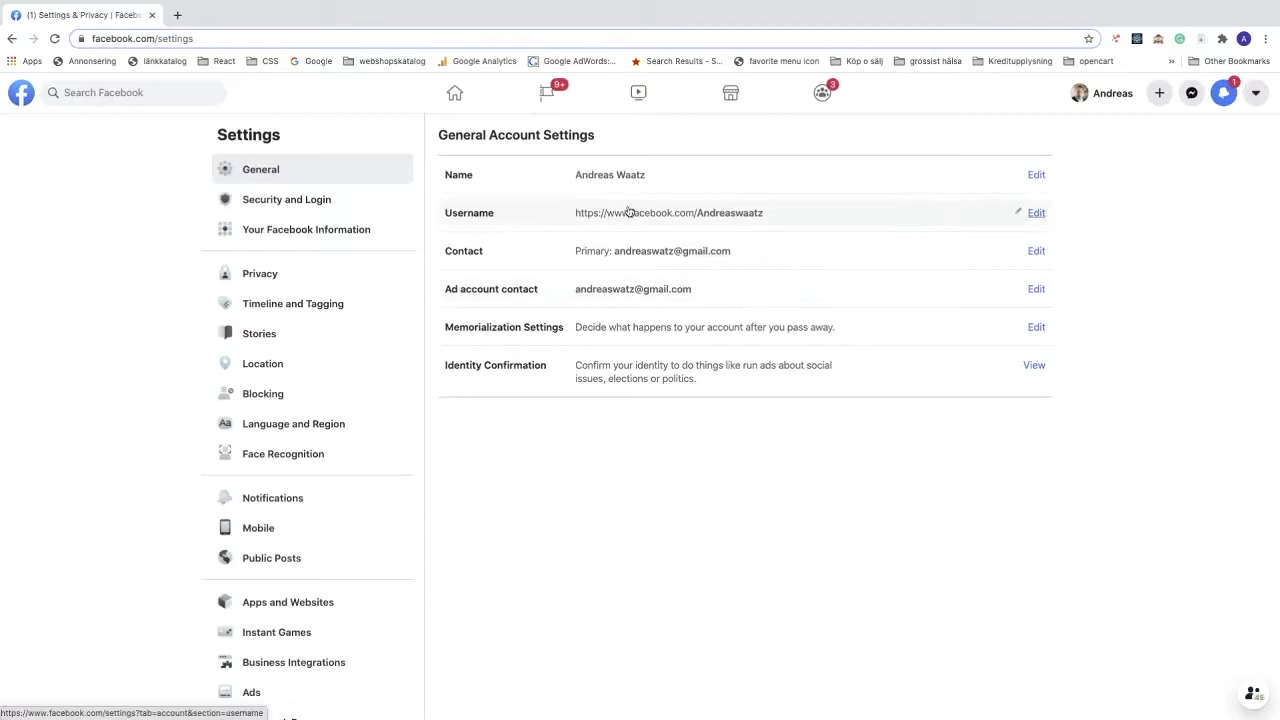 (1) Settings & Privacy | Facebo
facebook.com/settings
A
Apps
Annonsering
länkkatalog
React
CSS
Google
webshopskatalog
Google Analytics
Google AdWords:...
Search Results - S...
favorite menu icon
Köp o sälj
grossist hälsa
Kreditupplysning
opencart
»
Other Bookmarks
Search Facebook
9+
3
Andreas
1
Settings
General
Security and Login
Your Facebook Information
Privacy
Timeline and Tagging
Stories
Location
Blocking
Aa
Language and Region
Face Recognition
Notifications
Mobile
Public Posts
Apps and Websites
Instant Games
Business Integrations
Ads
General Account Settings
Name Andreas Waatz Edit
Username https://www.facebook.com/Andreaswaatz Edit
Contact Primary: andreaswatz@gmail.com Edit
Ad account contact andreaswatz@gmail.com Edit
Memorialization Settings Decide what happens to your account after you pass away. Edit
Identity Confirmation Confirm your identity to do things like run ads about social View
issues, elections or politics.
45
https://www.facebook.com/settings?tab=account&section=username